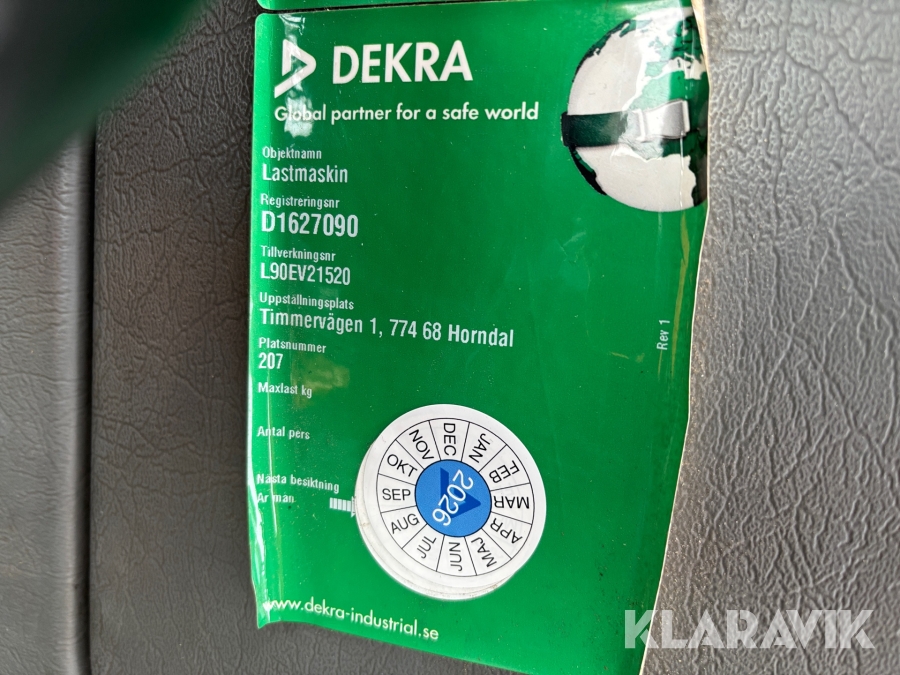 DEKRA
Global partner for a safe world
Objektnamn
Lastmaskin
Registreringsnr
D1627090
Tillverkningsnr
L90EV21520
Uppställningsplats
Timmervägen 1, 774 68 Horndal
Platsnummer
207
Maxlast kg
Antal pers
Nästa besiktning
År mån
JAN
FEB
MAR
APR
MAJ
JUN
JUL
AUG
SEP
OKT
NOV
DEC
2026
Rev 1
www.dekra-industrial.se
KLARAVIK